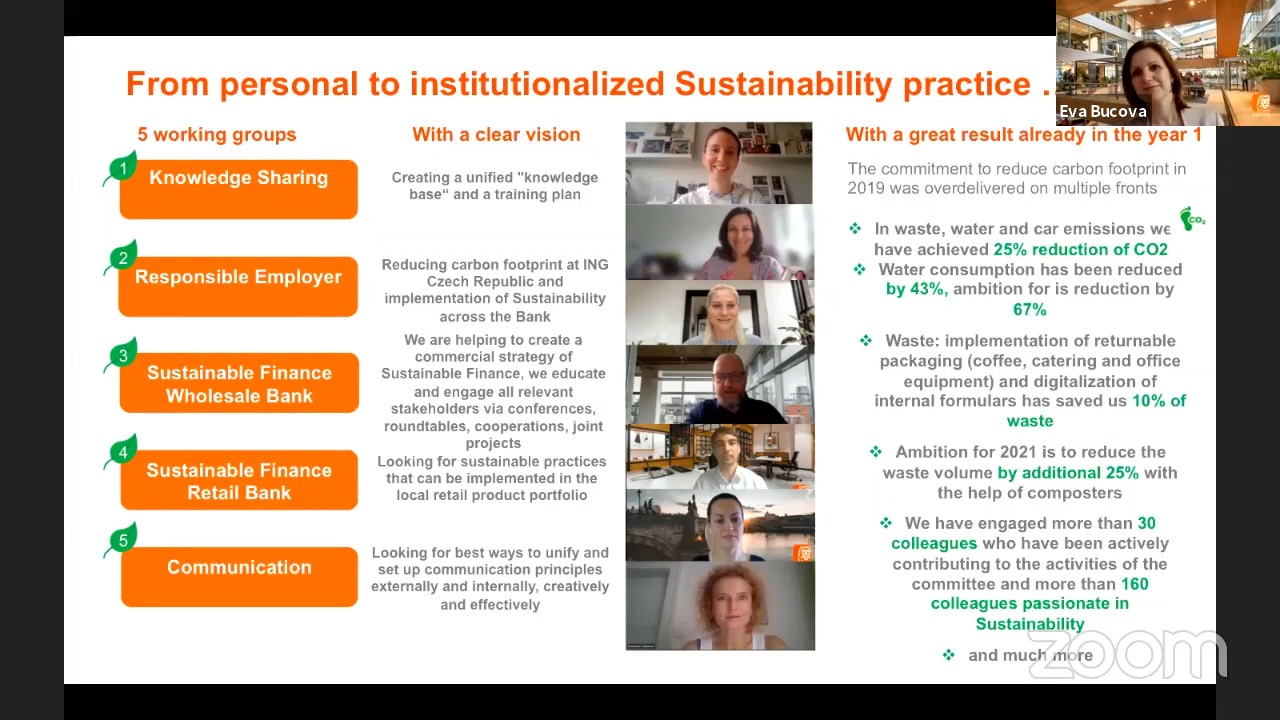 From personal to institutionalized Sustainability practice .
Eva Bucova
5 working groups
1
Knowledge Sharing
2
Responsible Employer
3
Sustainable Finance
Wholesale Bank
4
Sustainable Finance
Retail Bank
5
Communication
With a clear vision
Creating a unified "knowledge
base“ and a training plan
Reducing carbon footprint at ING
Czech Republic and
implementation of Sustainability
across the Bank
We are helping to create a
commercial strategy of
Sustainable Finance, we educate
and engage all relevant
stakeholders via conferences,
roundtables, cooperations, joint
projects
Looking for sustainable practices
that can be implemented in the
local retail product portfolio
Looking for best ways to unify and
set up communication principles
externally and internally, creatively
and effectively
With a great result already in the year 1
The commitment to reduce carbon footprint in
2019 was overdelivered on multiple fronts
CO2
❖ In waste, water and car emissions we
have achieved 25% reduction of CO2
❖ Water consumption has been reduced
by 43%, ambition for is reduction by
67%
❖ Waste: implementation of returnable
packaging (coffee, catering and office
equipment) and digitalization of
internal formulars has saved us 10% of
waste
❖ Ambition for 2021 is to reduce the
waste volume by additional 25% with
the help of composters
❖ We have engaged more than 30
colleagues who have been actively
contributing to the activities of the
committee and more than 160
colleagues passionate in
Sustainability
❖ and much more
zoom